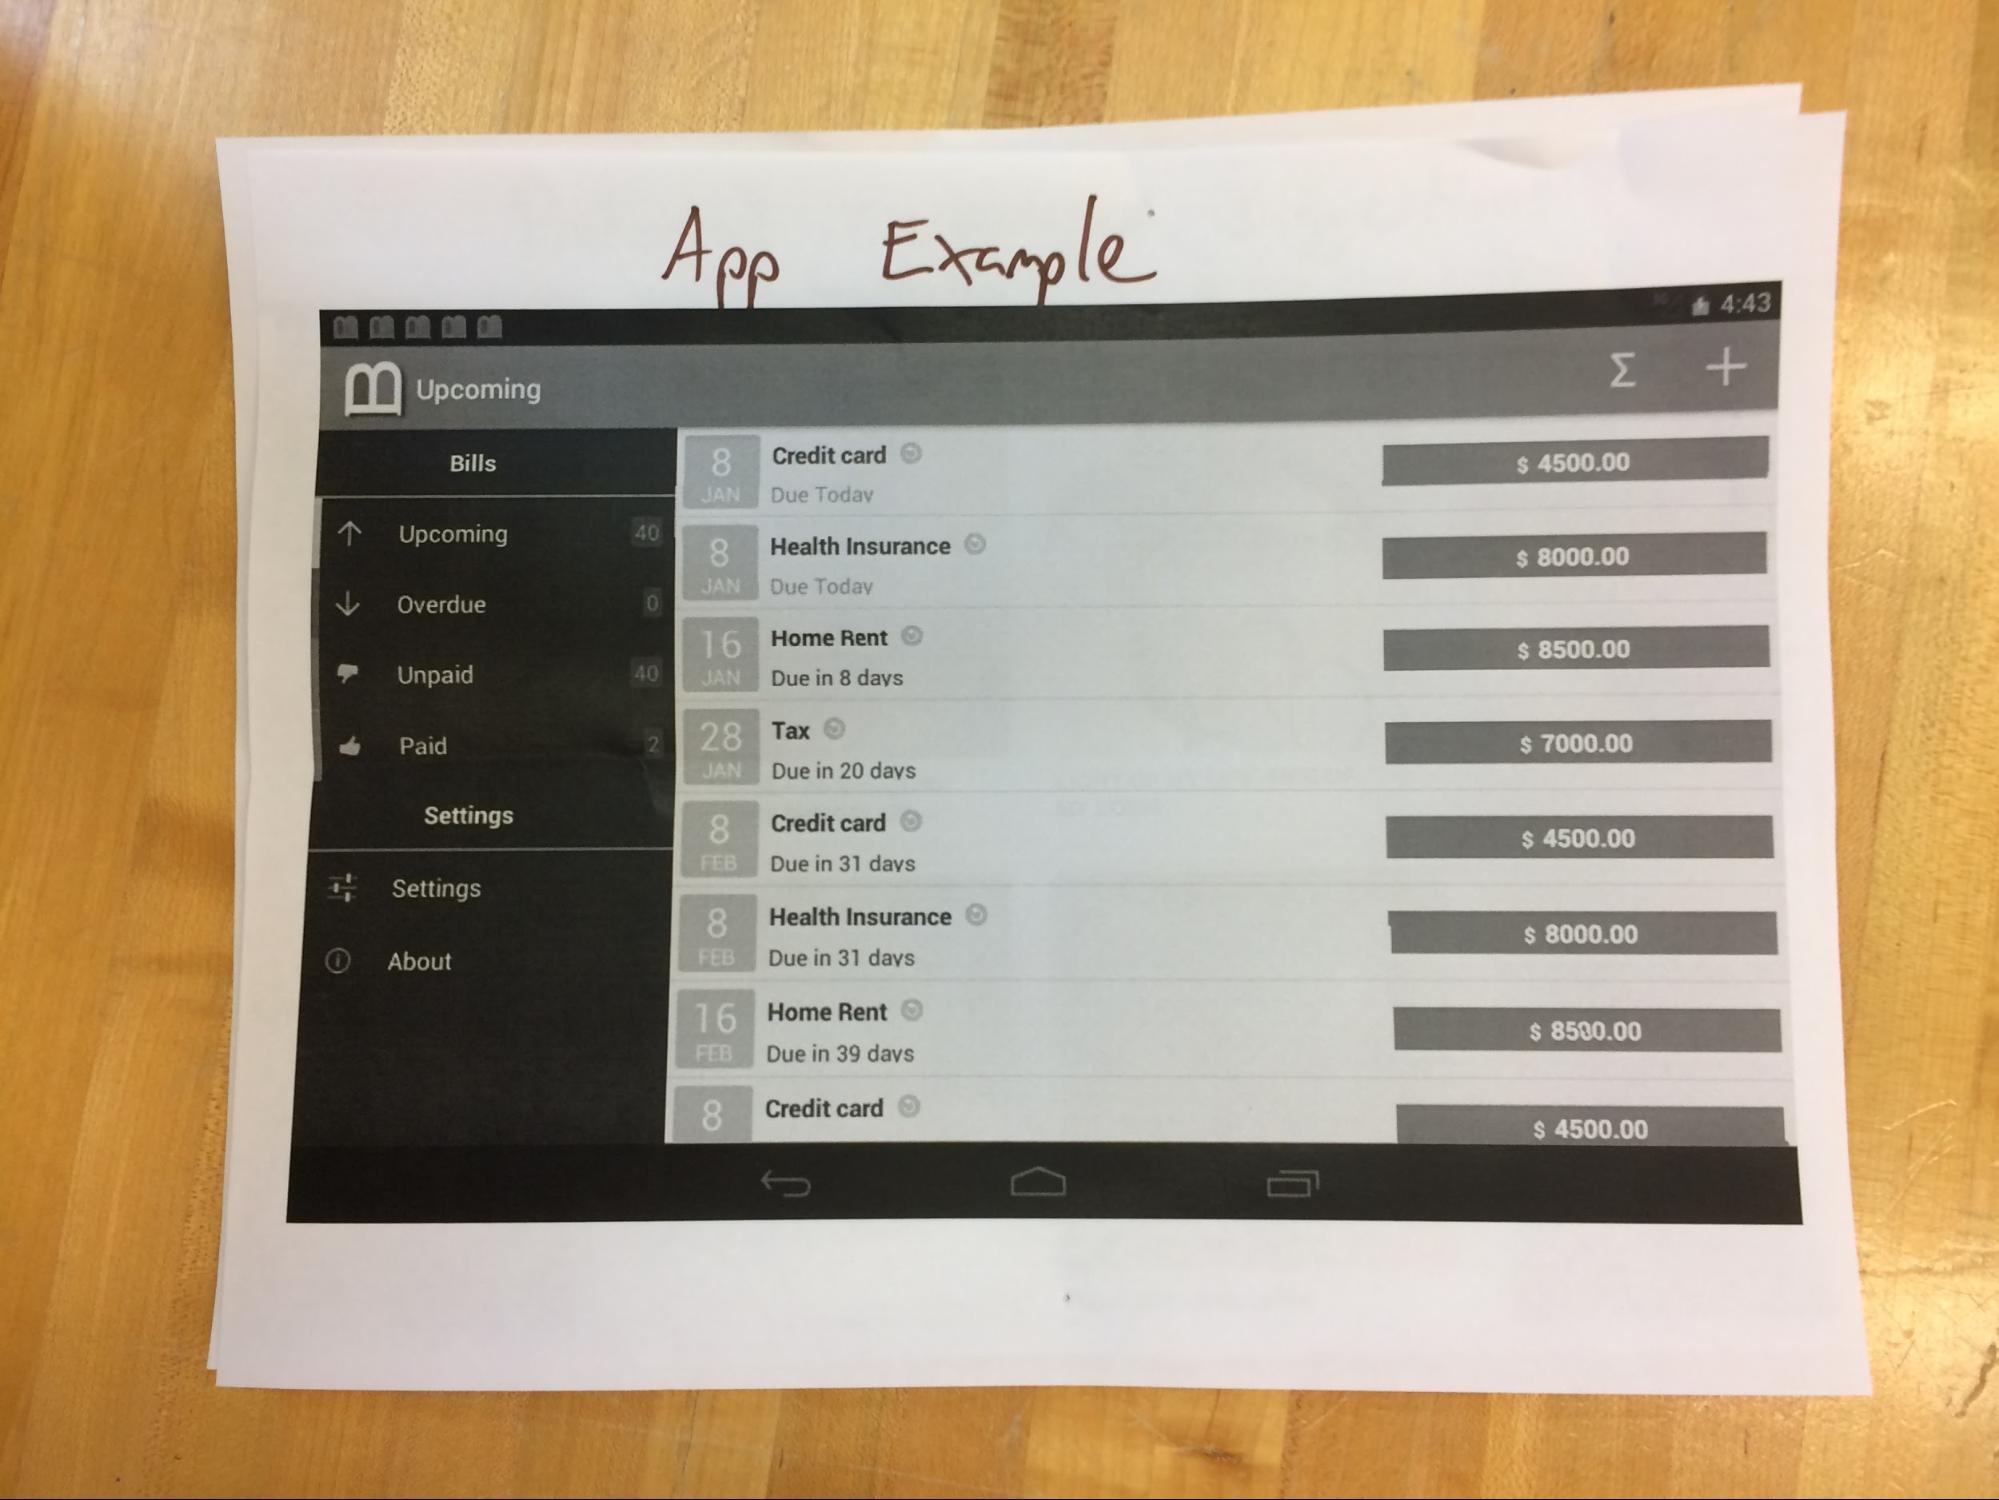 App Example
4:43
Upcoming
Σ +
Bills
Upcoming 40
Overdue 0
Unpaid 40
Paid 2
Settings
Settings
About
8 JAN Credit card $ 4500.00
Due Today
8 JAN Health Insurance $ 8000.00
Due Today
16 JAN Home Rent $ 8500.00
Due in 8 days
28 JAN Tax $ 7000.00
Due in 20 days
8 FEB Credit card $ 4500.00
Due in 31 days
8 FEB Health Insurance $ 8000.00
Due in 31 days
16 FEB Home Rent $ 8500.00
Due in 39 days
8 Credit card $ 4500.00